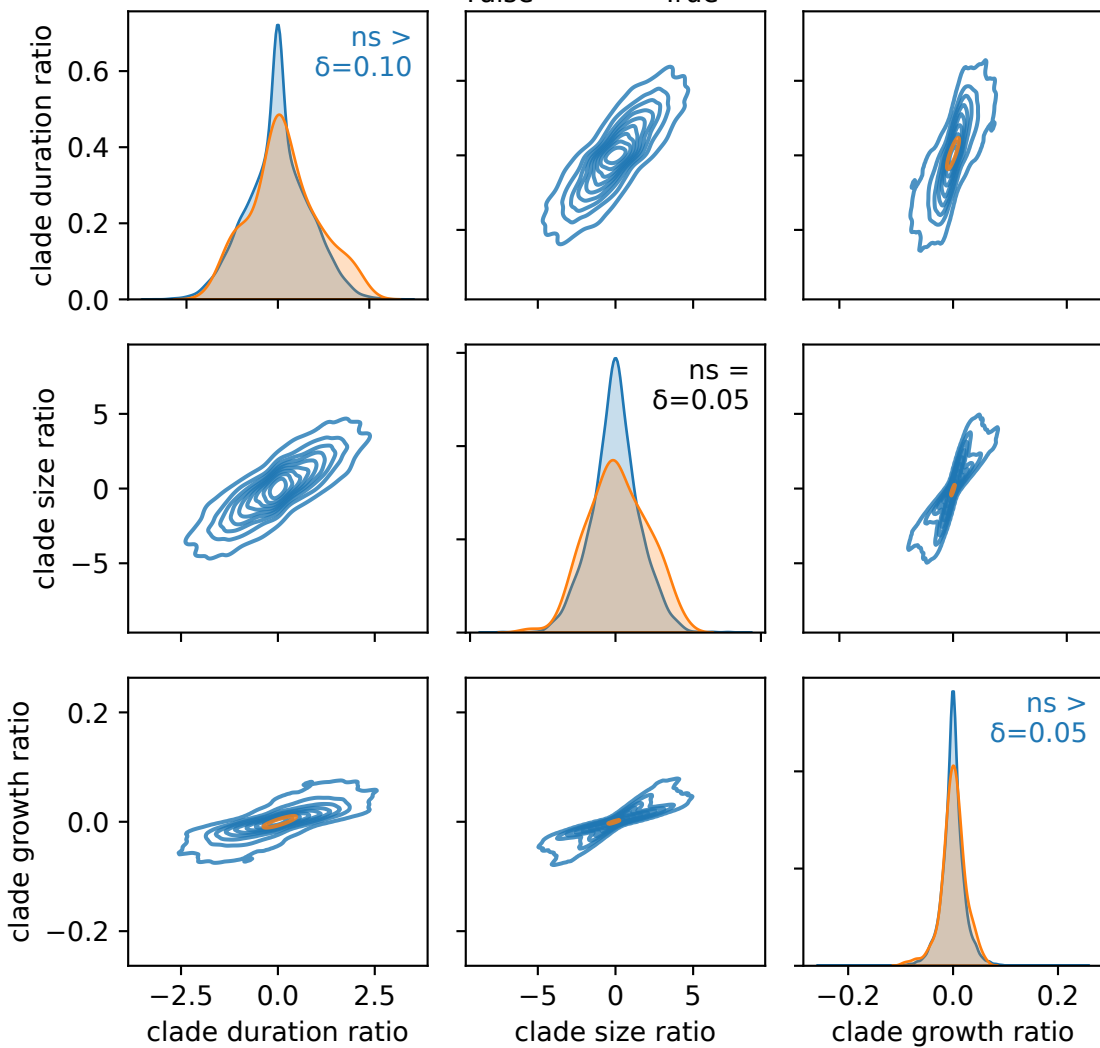 clade duration ratio
0.6
0.4
0.2
0.0
ns >
δ=0.10
clade size ratio
5
0
−5
ns =
δ=0.05
clade growth ratio
0.2
0.0
−0.2
ns >
δ=0.05
−2.5 0.0 2.5
−5 0 5
−0.2 0.0 0.2
clade duration ratio
clade size ratio
clade growth ratio